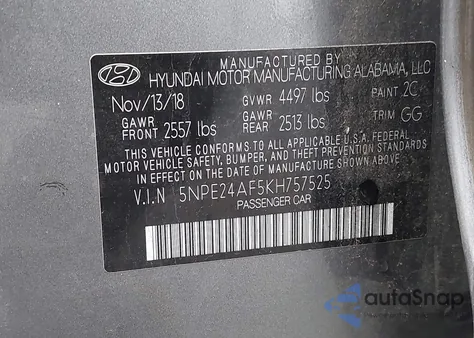 MANUFACTURED BY
HYUNDAI MOTOR MANUFACTURING ALABAMA, LLC
Nov/13/18 GVWR 4497 lbs PAINT 2C
GAWR FRONT 2557 lbs GAWR REAR 2513 lbs TRIM GG
THIS VEHICLE CONFORMS TO ALL APPLICABLE U.S.A. FEDERAL
MOTOR VEHICLE SAFETY, BUMPER, AND THEFT PREVENTION STANDARDS
IN EFFECT ON THE DATE OF MANUFACTURE SHOWN ABOVE.
V.I.N 5NPE24AF5KH757525
PASSENGER CAR
autoSnap